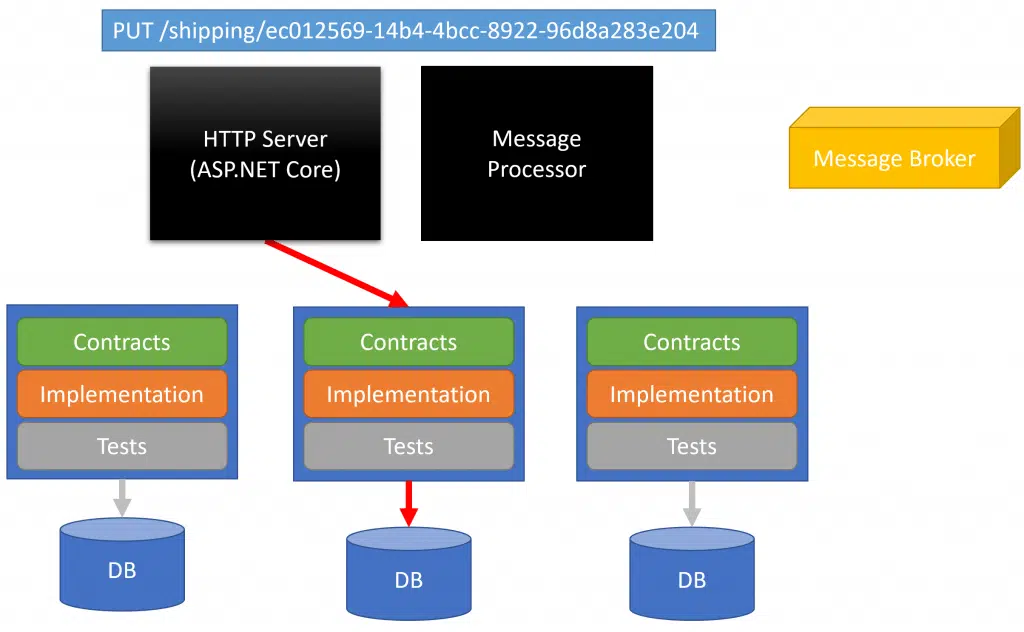 PUT /shipping/ec012569-14b4-4bcc-8922-96d8a283e204
HTTP Server
(ASP.NET Core)
Message
Processor
Message Broker
Contracts
Implementation
Tests
DB
Contracts
Implementation
Tests
DB
Contracts
Implementation
Tests
DB